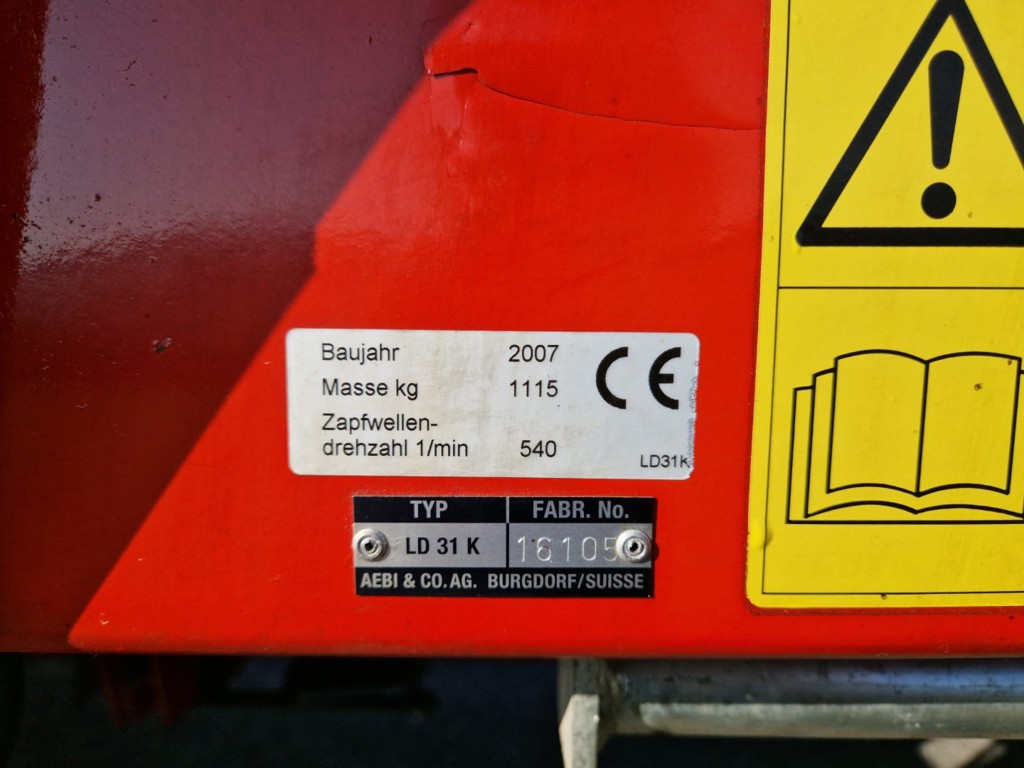 Baujahr 2007 CE
Masse kg 1115
Zapfwellen-
drehzahl 1/min 540
LD31K
TYP FABR. No.
LD 31 K 16105
AEBI & CO. AG. BURGDORF/SUISSE